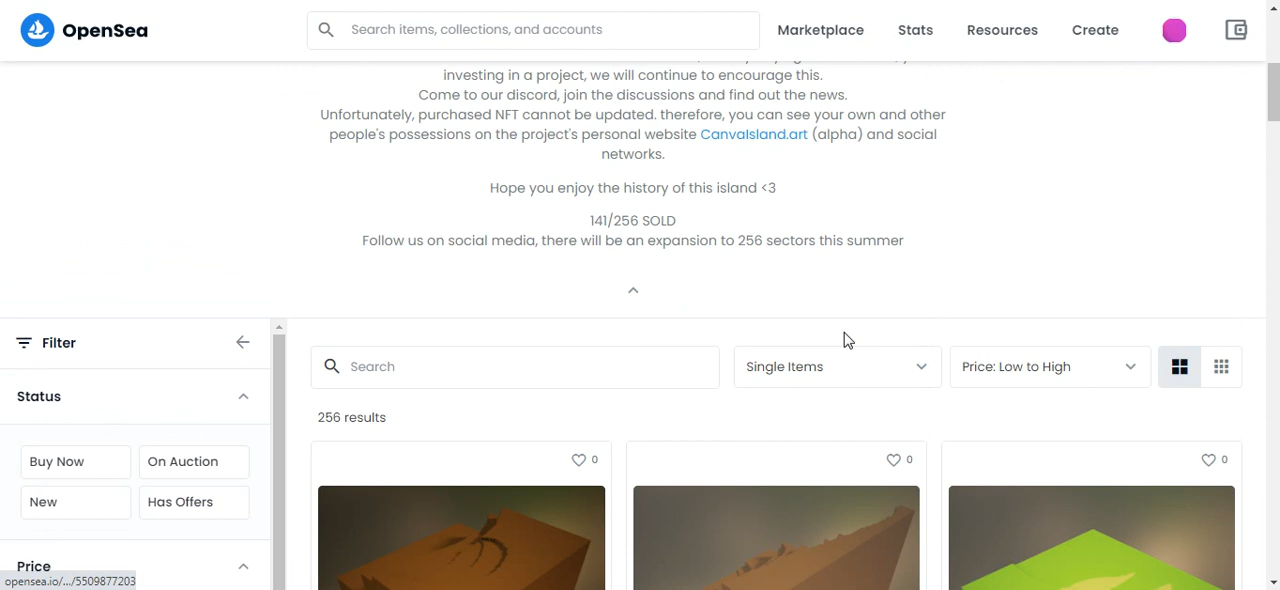 OpenSea
Search items, collections, and accounts
Marketplace
Stats
Resources
Create
investing in a project, we will continue to encourage this.
Come to our discord, join the discussions and find out the news.
Unfortunately, purchased NFT cannot be updated. therefore, you can see your own and other
people's possessions on the project's personal website CanvaIsland.art (alpha) and social
networks.
Hope you enjoy the history of this island <3
141/256 SOLD
Follow us on social media, there will be an expansion to 256 sectors this summer
Filter
Search
Single Items
Price: Low to High
Status
256 results
Buy Now
On Auction
0
0
0
New
Has Offers
Price
opensea.io/.../5509877203